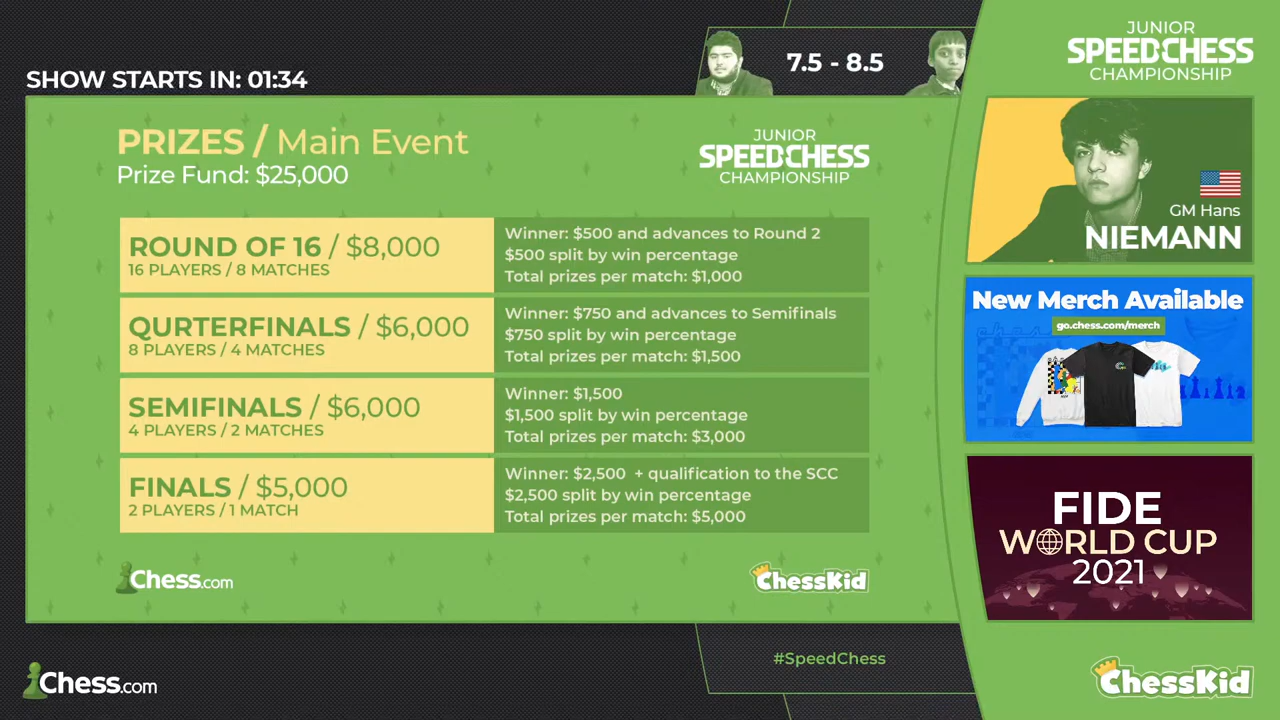 SHOW STARTS IN: 01:34
7.5 - 8.5
JUNIOR
SPEEDCHESS
CHAMPIONSHIP
PRIZES / Main Event
Prize Fund: $25,000
JUNIOR
SPEEDCHESS
CHAMPIONSHIP
ROUND OF 16 / $8,000
16 PLAYERS / 8 MATCHES
Winner: $500 and advances to Round 2
$500 split by win percentage
Total prizes per match: $1,000
QURTERFINALS / $6,000
8 PLAYERS / 4 MATCHES
Winner: $750 and advances to Semifinals
$750 split by win percentage
Total prizes per match: $1,500
SEMIFINALS / $6,000
4 PLAYERS / 2 MATCHES
Winner: $1,500
$1,500 split by win percentage
Total prizes per match: $3,000
FINALS / $5,000
2 PLAYERS / 1 MATCH
Winner: $2,500 + qualification to the SCC
$2,500 split by win percentage
Total prizes per match: $5,000
Chess.com
ChessKid
GM Hans
NIEMANN
New Merch Available
go.chess.com/merch
FIDE
WORLD CUP
2021
#SpeedChess
Chess.com
ChessKid